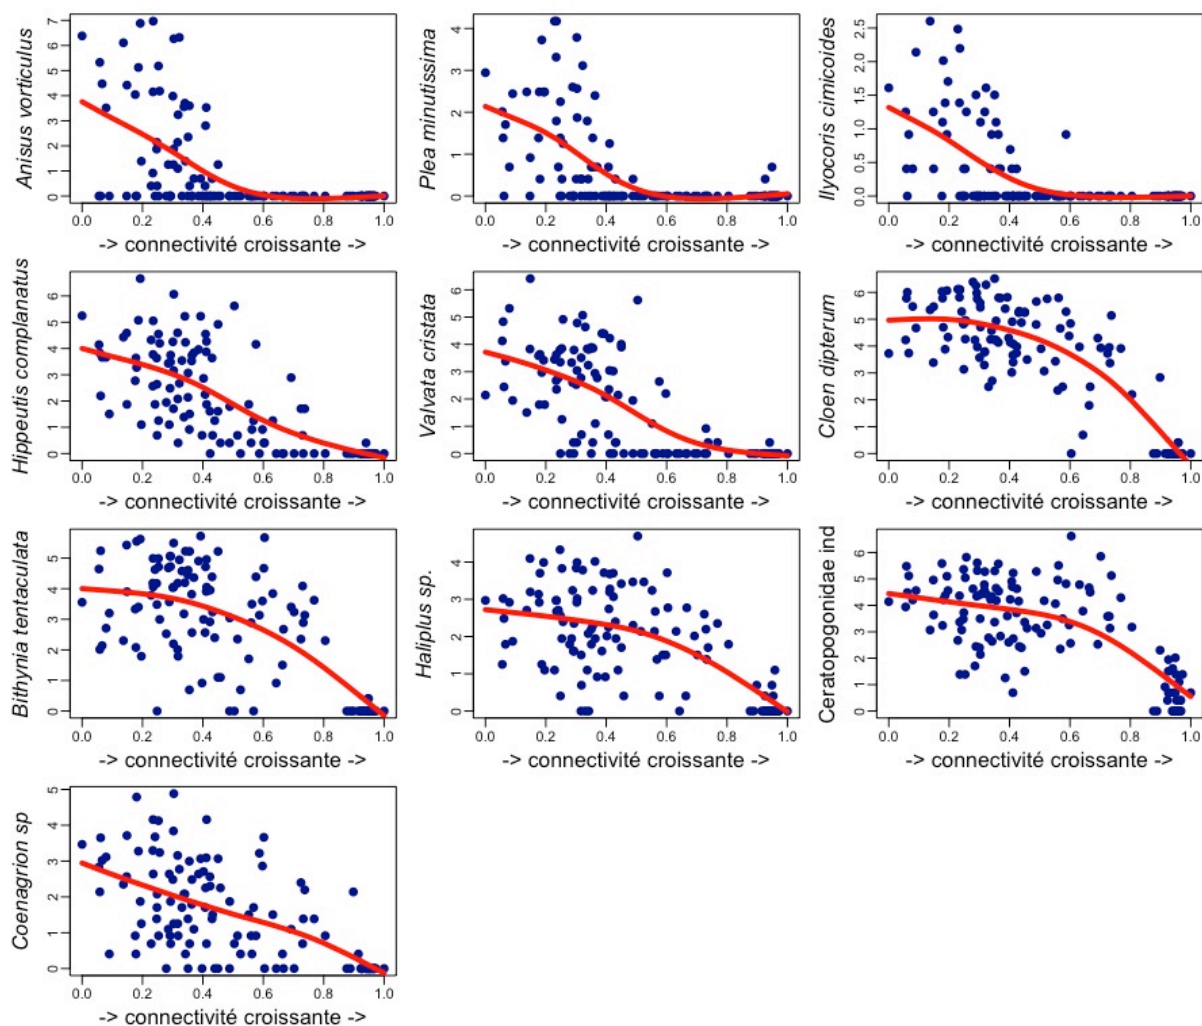 Anisus vorticulus
0 1 2 3 4 5 6 7
0.0 0.2 0.4 0.6 0.8 1.0
-> connectivité croissante ->
Plea minutissima
0 1 2 3 4
0.0 0.2 0.4 0.6 0.8 1.0
-> connectivité croissante ->
Ilyocoris cimicoides
0.0 0.5 1.0 1.5 2.0 2.5
0.0 0.2 0.4 0.6 0.8 1.0
-> connectivité croissante ->
Hippeutis complanatus
0 1 2 3 4 5 6
0.0 0.2 0.4 0.6 0.8 1.0
-> connectivité croissante ->
Valvata cristata
0 1 2 3 4 5 6
0.0 0.2 0.4 0.6 0.8 1.0
-> connectivité croissante ->
Cloen dipterum
0 1 2 3 4 5 6
0.0 0.2 0.4 0.6 0.8 1.0
-> connectivité croissante ->
Bithynia tentaculata
0 1 2 3 4 5
0.0 0.2 0.4 0.6 0.8 1.0
-> connectivité croissante ->
Haliplus sp.
0 1 2 3 4
0.0 0.2 0.4 0.6 0.8 1.0
-> connectivité croissante ->
Ceratopogonidae ind
0 1 2 3 4 5 6
0.0 0.2 0.4 0.6 0.8 1.0
-> connectivité croissante ->
Coenagrion sp
0 1 2 3 4 5
0.0 0.2 0.4 0.6 0.8 1.0
-> connectivité croissante ->